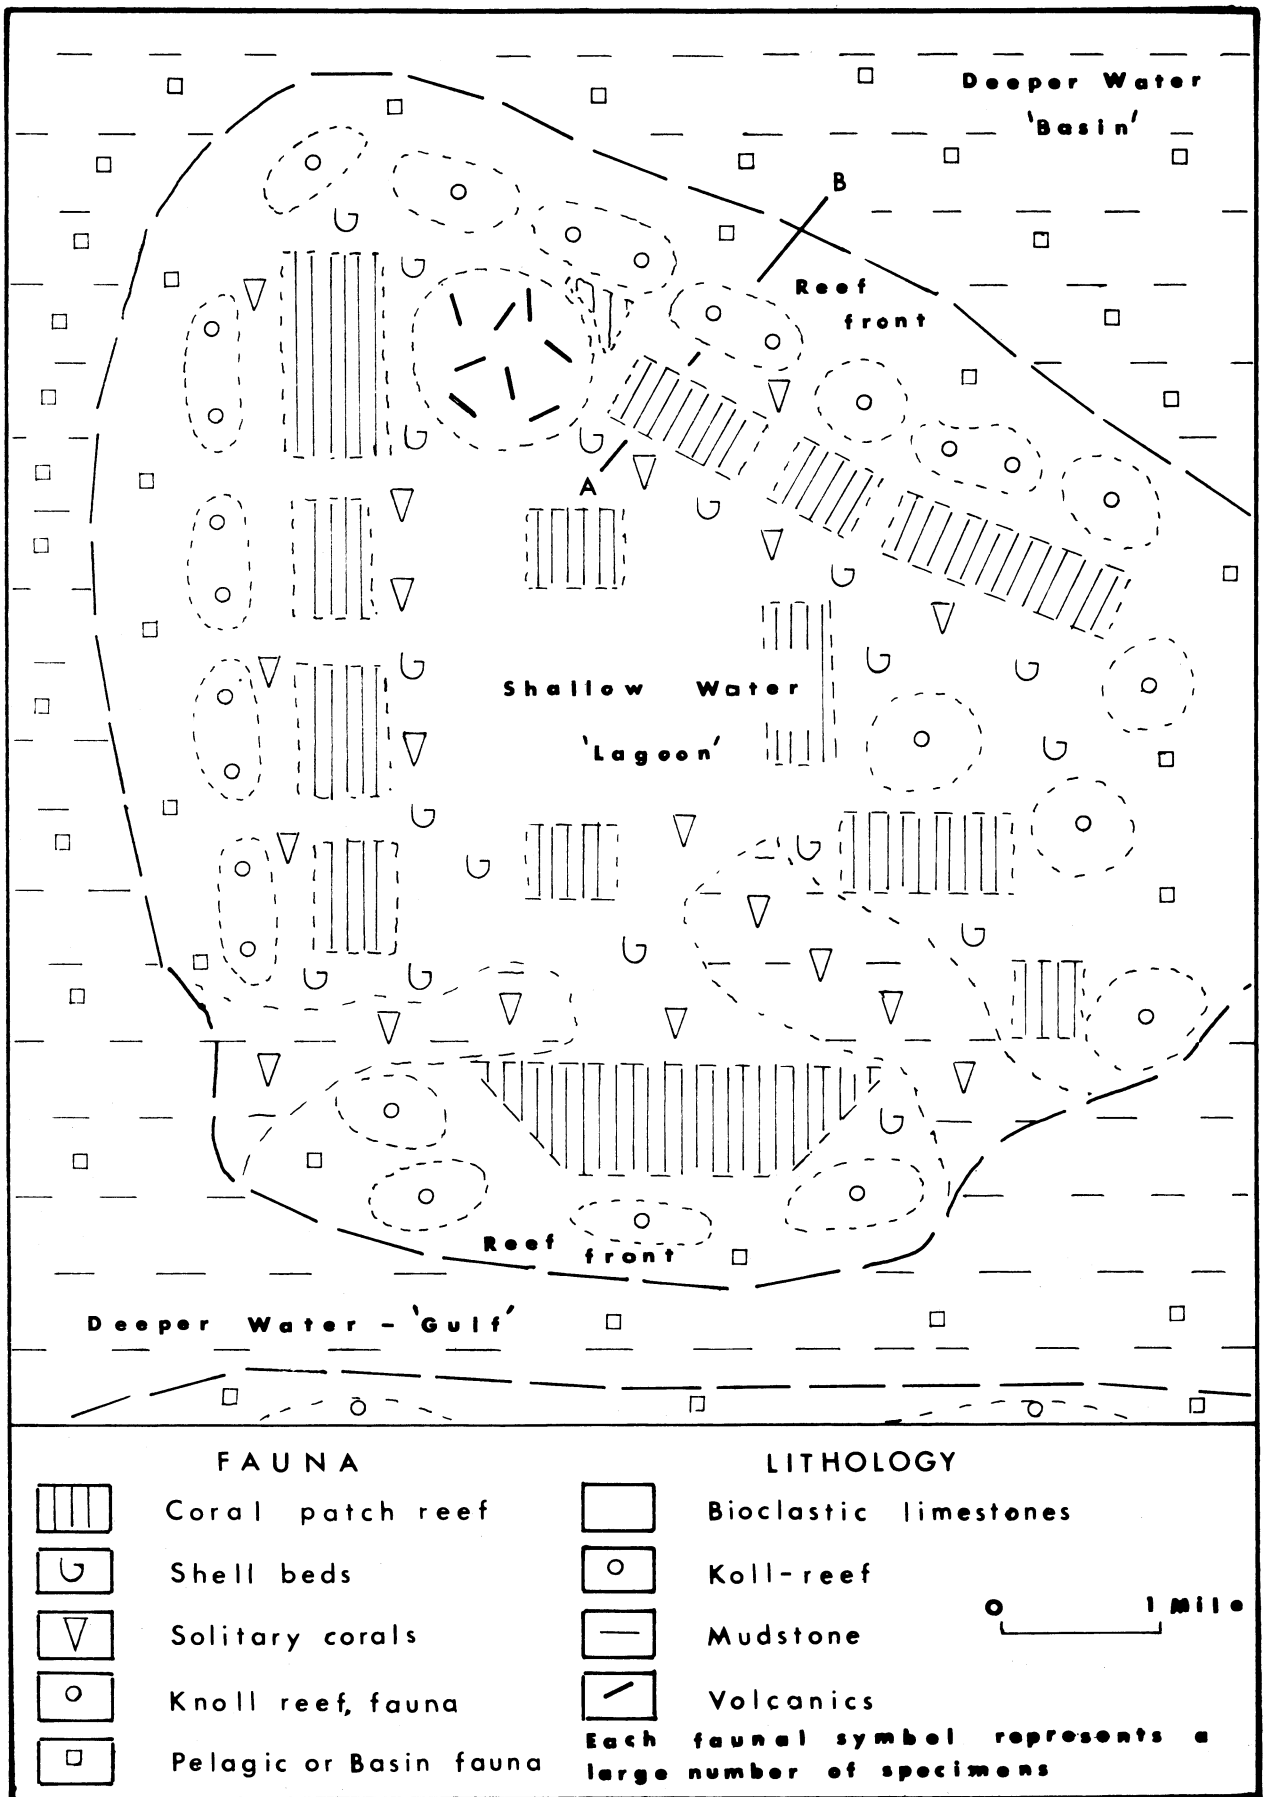 Deeper Water
'Basin'
B
Reef
front
A
Shallow Water
'Lagoon'
Reef front
Deeper Water - 'Gulf'
FAUNA
Coral patch reef
Shell beds
Solitary corals
Knoll reef, fauna
Pelagic or Basin fauna
LITHOLOGY
Bioclastic limestones
Koll-reef
Mudstone
Volcanics
0 1 Mile
Each faunal symbol represents a
large number of specimens